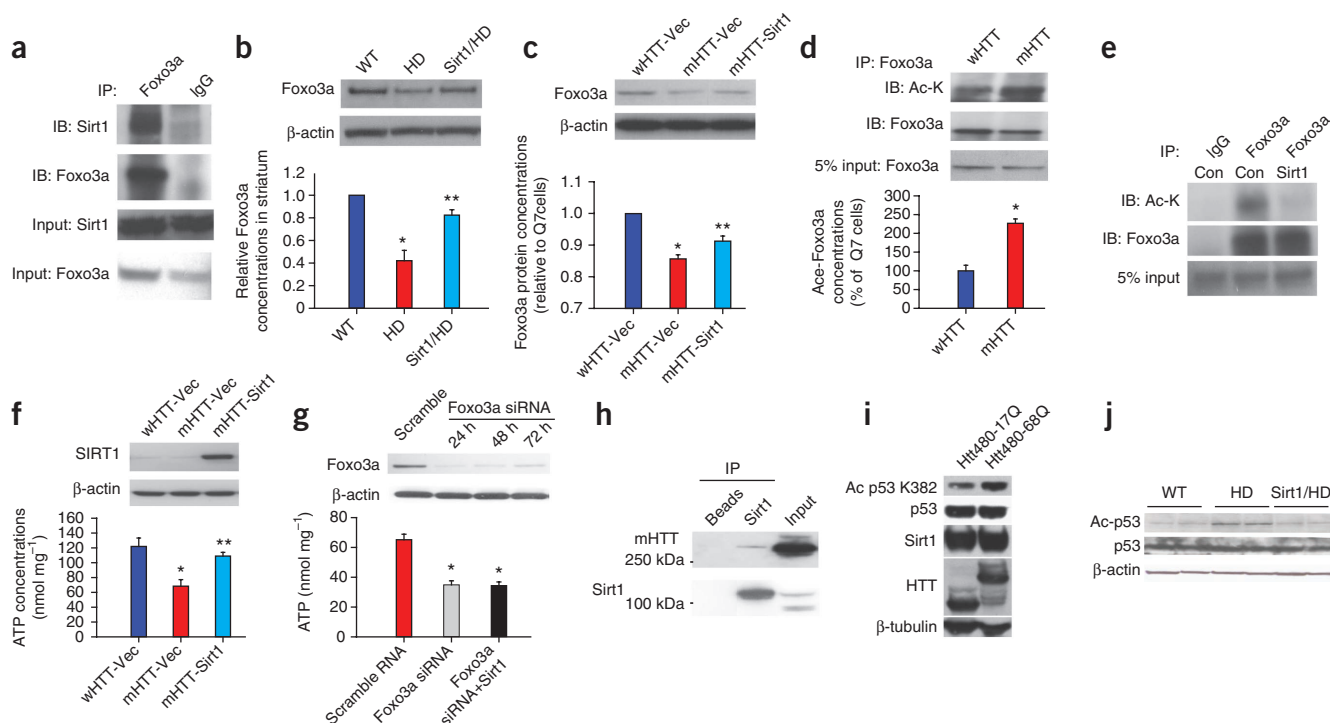 a
IP:
Foxo3a
IgG
IB: Sirt1
IB: Foxo3a
Input: Sirt1
Input: Foxo3a
b
WT
HD
Sirt1/HD
Foxo3a
β-actin
Relative Foxo3a
concentrations in striatum
1.2
1.0
0.8
0.6
0.4
0.2
0
*
**
WT
HD
Sirt1/HD
c
wHTT-Vec
mHTT-Vec
mHTT-Sirt1
Foxo3a
β-actin
Foxo3a protein concentrations
(relative to Q7cells)
1.1
1.0
0.9
0.8
0.7
*
**
wHTT-Vec
mHTT-Vec
mHTT-Sirt1
d
wHTT
mHTT
IP: Foxo3a
IB: Ac-K
IB: Foxo3a
5% input: Foxo3a
Ace-Foxo3a
concentrations
(% of Q7 cells)
300
250
200
150
100
50
0
*
wHTT
mHTT
e
IP:
IgG
Foxo3a
Foxo3a
Con
Con
Sirt1
IB: Ac-K
IB: Foxo3a
5% input
f
wHTT-Vec
mHTT-Vec
mHTT-Sirt1
SIRT1
β-actin
ATP concentrations
(nmol mg⁻¹)
160
140
120
100
80
60
40
20
0
*
**
wHTT-Vec
mHTT-Vec
mHTT-Sirt1
g
Scramble
Foxo3a siRNA
24 h
48 h
72 h
Foxo3a
β-actin
ATP (nmol mg⁻¹)
80
60
40
20
0
*
*
Scramble RNA
Foxo3a siRNA
Foxo3a
siRNA+Sirt1
h
IP
Beads
Sirt1
Input
mHTT
250 kDa
Sirt1
100 kDa
i
Htt480-17Q
Htt480-68Q
Ac p53 K382
p53
Sirt1
HTT
β-tubulin
j
WT
HD
Sirt1/HD
Ac-p53
p53
β-actin